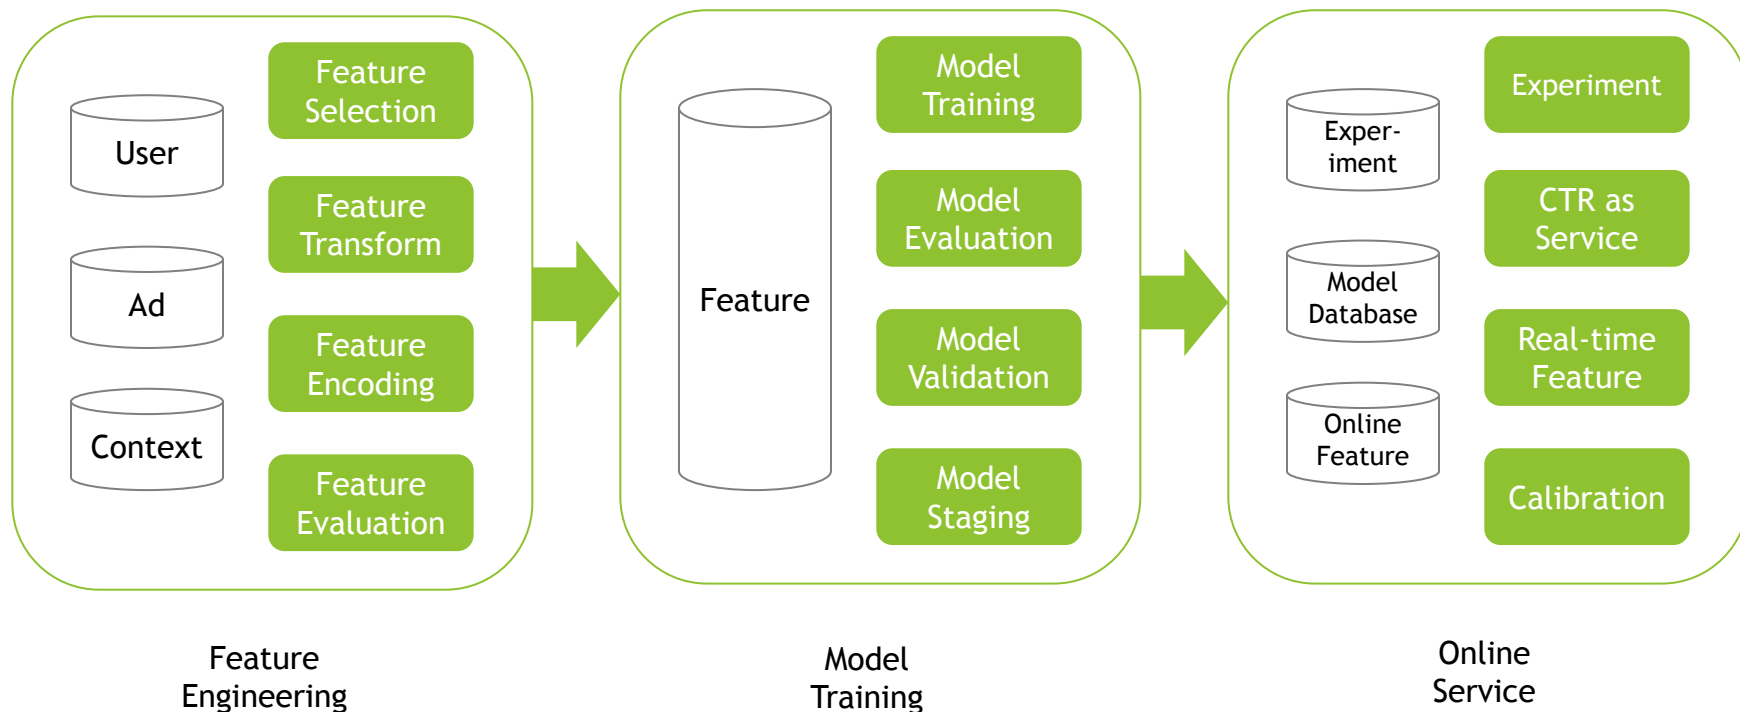 User
Ad
Context
Feature
Selection
Feature
Transform
Feature
Encoding
Feature
Evaluation
Feature
Engineering
Feature
Model
Training
Model
Evaluation
Model
Validation
Model
Staging
Model
Training
Exper-
iment
Model
Database
Online
Feature
Experiment
CTR as
Service
Real-time
Feature
Calibration
Online
Service